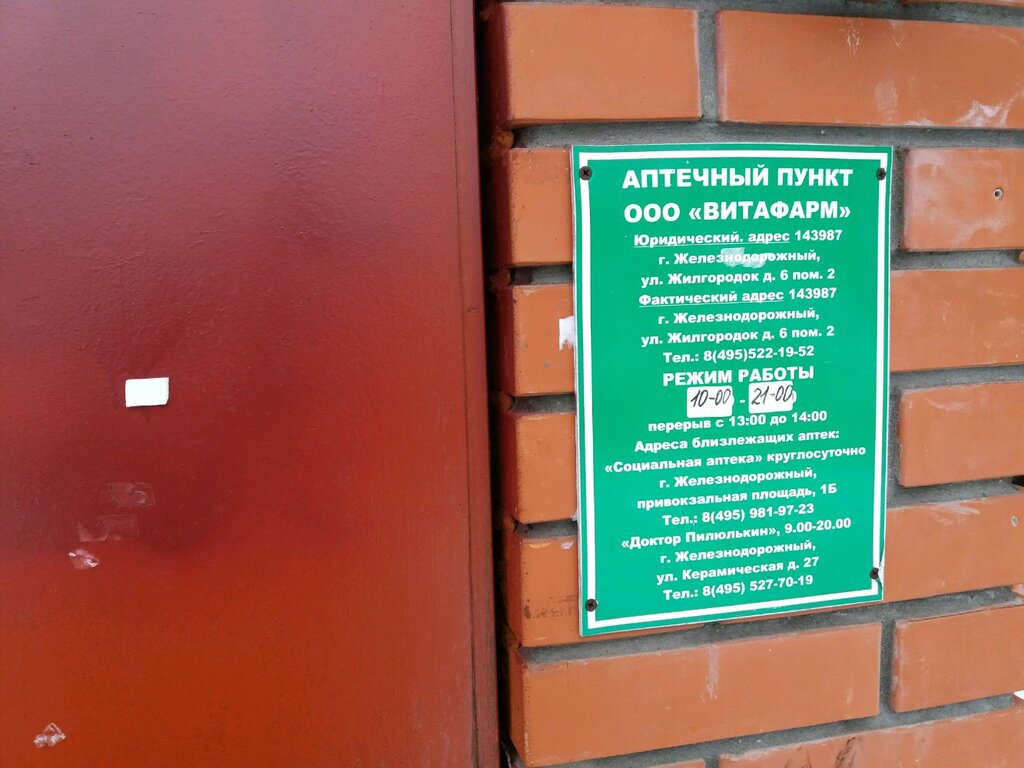 АПТЕЧНЫЙ ПУНКТ
ООО «ВИТАФАРМ»
Юридический. адрес 143987
г. Железнодорожный,
ул. Жилгородок д. 6 пом. 2
Фактический адрес 143987
г. Железнодорожный,
ул. Жилгородок д. 6 пом. 2
Тел.: 8(495)522-19-52
РЕЖИМ РАБОТЫ
10-00 - 21-00
перерыв с 13:00 до 14:00
Адреса близлежащих аптек:
«Социальная аптека» круглосуточно
г. Железнодорожный,
привокзальная площадь, 1Б
Тел.: 8(495) 981-97-23
«Доктор Пилюлькин», 9.00-20.00
г. Железнодорожный,
ул. Керамическая д. 27
Тел.: 8(495) 527-70-19